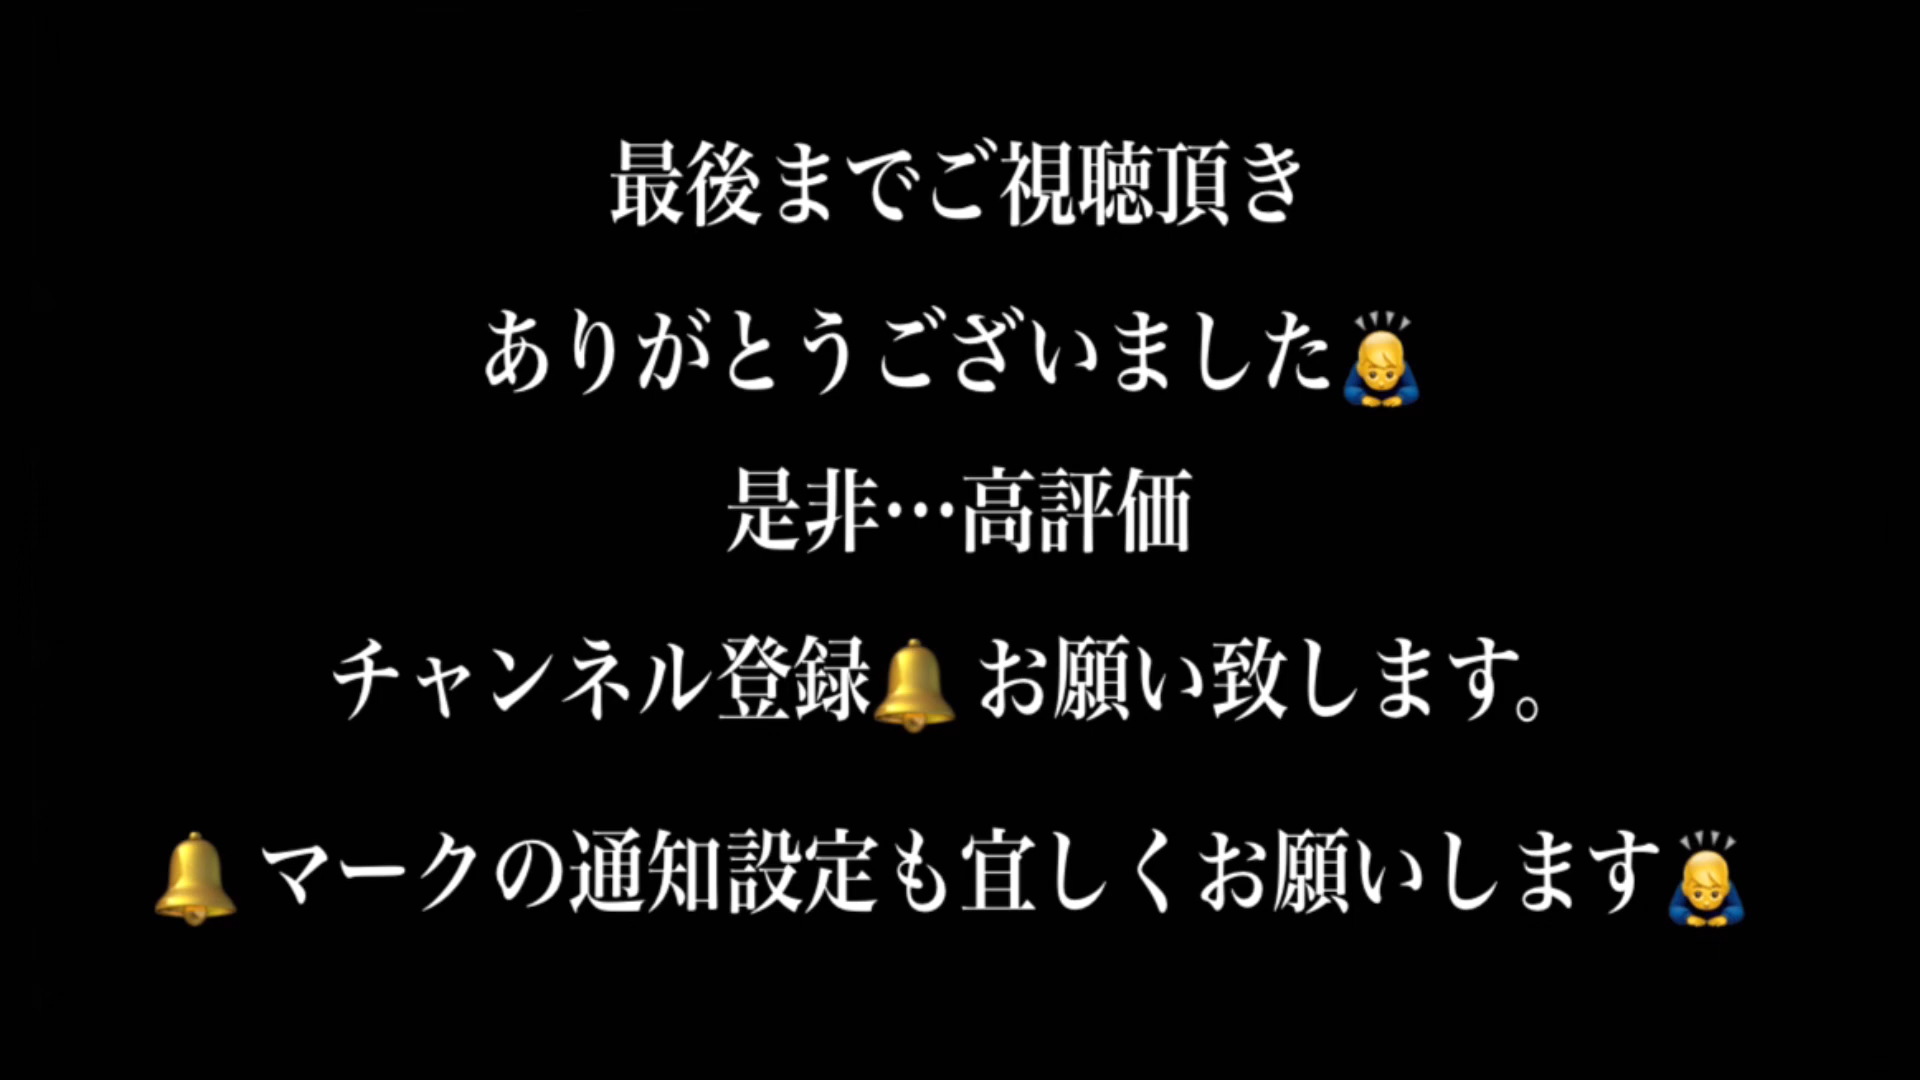 最後までご視聴頂き
ありがとうございました🙇‍♂️
是非…高評価
チャンネル登録🔔 お願い致します。
🔔 マークの通知設定も宜しくお願いします🙇‍♂️